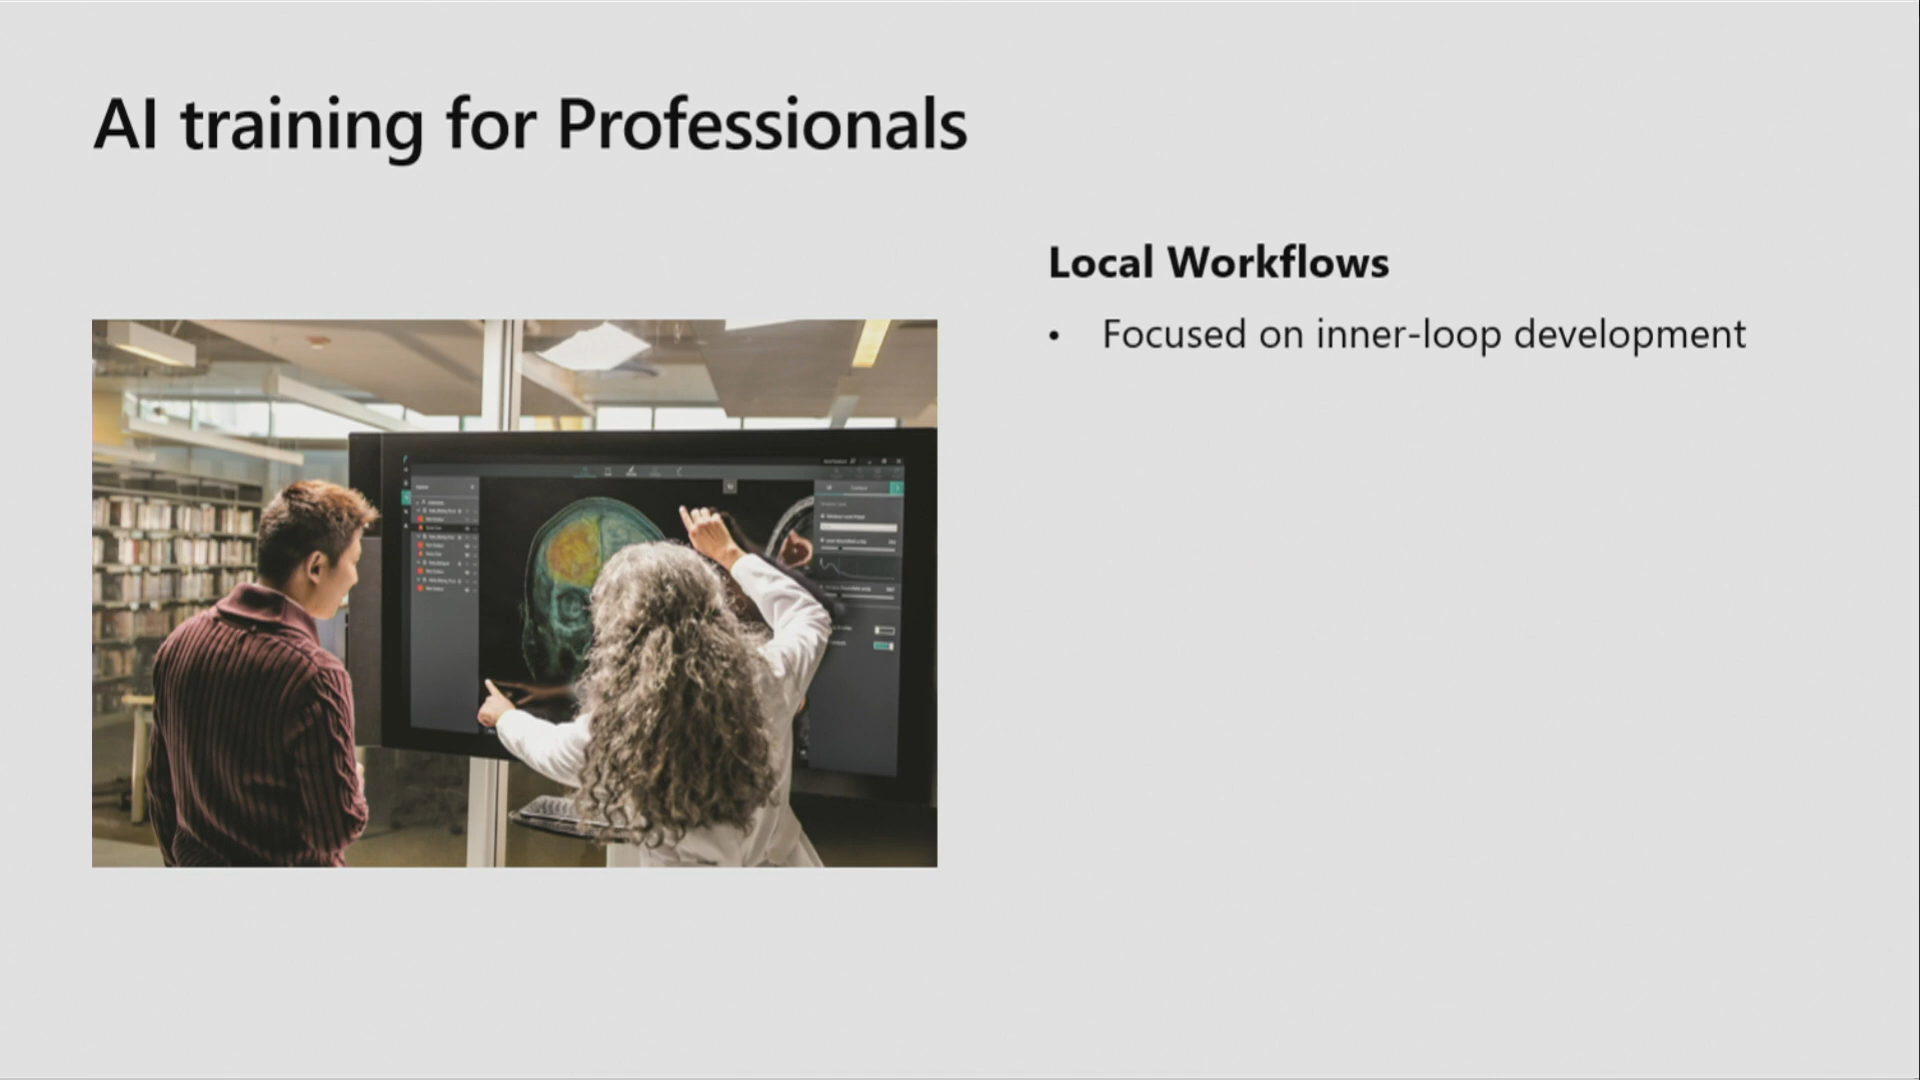 AI training for Professionals
Local Workflows
• Focused on inner-loop development